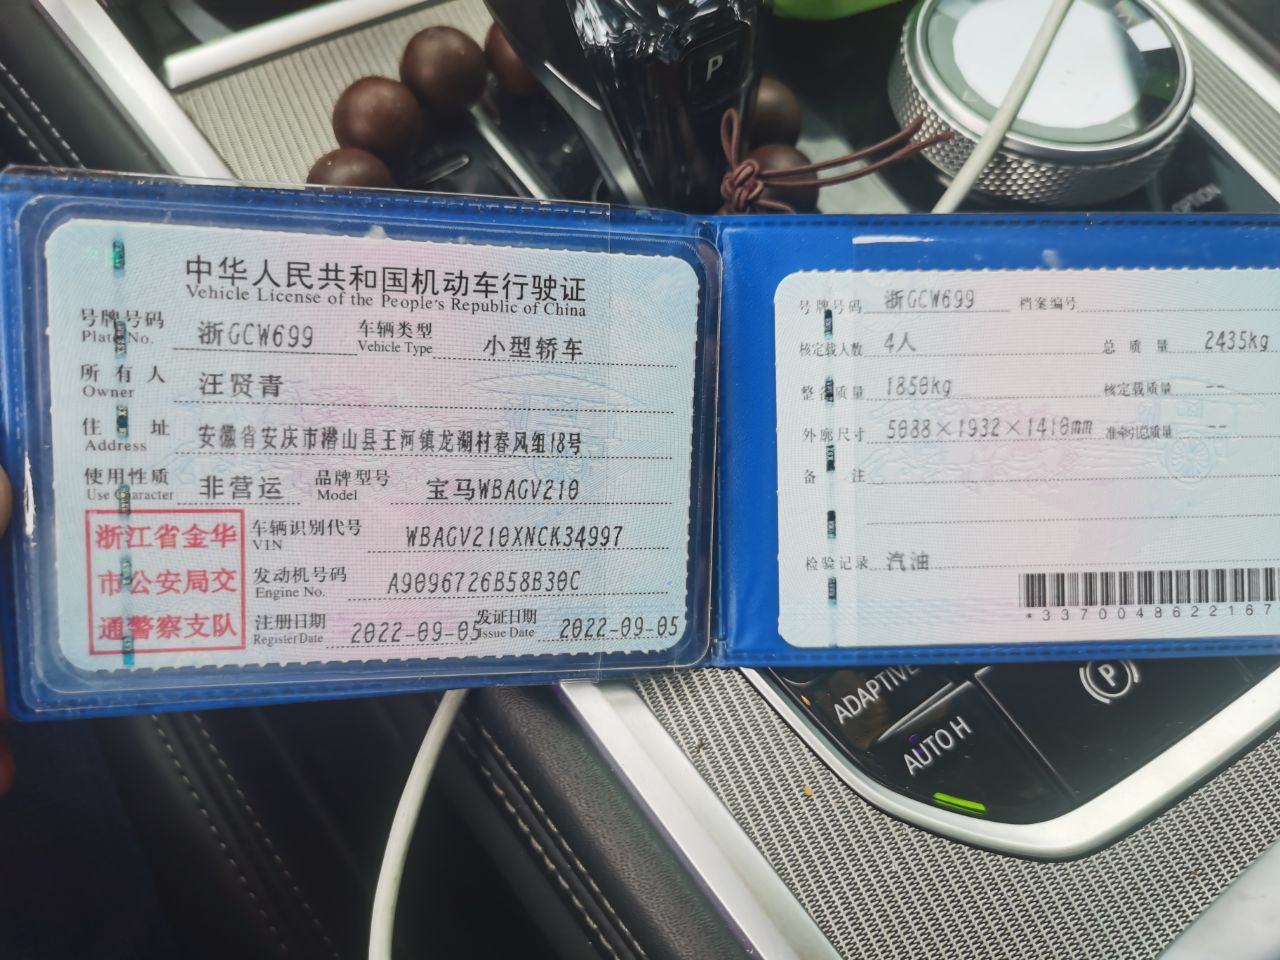 中华人民共和国机动车行驶证
Vehicle License of the People's Republic of China
号牌号码 浙GCW699 车辆类型 小型轿车
Plate No. Vehicle Type
所有人 汪贤青
Owner
住址 安徽省安庆市潜山县王河镇龙湖村春风组18号
Address
使用性质 非营运 品牌型号 宝马WBAGV210
Use Character Model
浙江省金华
市公安局交
通警察支队
车辆识别代号 WBAGV210XNCK34997
VIN
发动机号码 A9096726B58B30C
Engine No.
注册日期 2022-09-05 发证日期 2022-09-05
Register Date Issue Date
号牌号码 浙GCW699 档案编号
核定载人数 4人 总质量 2435kg
整备质量 1850kg 核定载质量 --
外廓尺寸 5088×1932×1410mm 准牵引总质量 --
备注
检验记录 汽油
*3370048622167
P
OPTION
ADAPTIVE
AUTO H
P